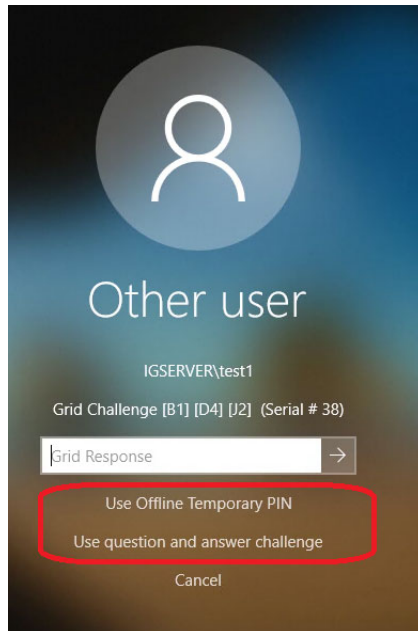 Other user
IGSERVER\test1
Grid Challenge [B1] [D4] [J2] (Serial # 38)
Grid Response
Use Offline Temporary PIN
Use question and answer challenge
Cancel